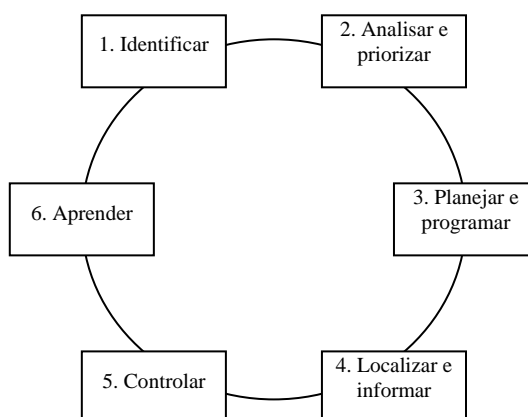 1. Identificar
2. Analisar e
priorizar
3. Planejar e
programar
4. Localizar e
informar
5. Controlar
6. Aprender